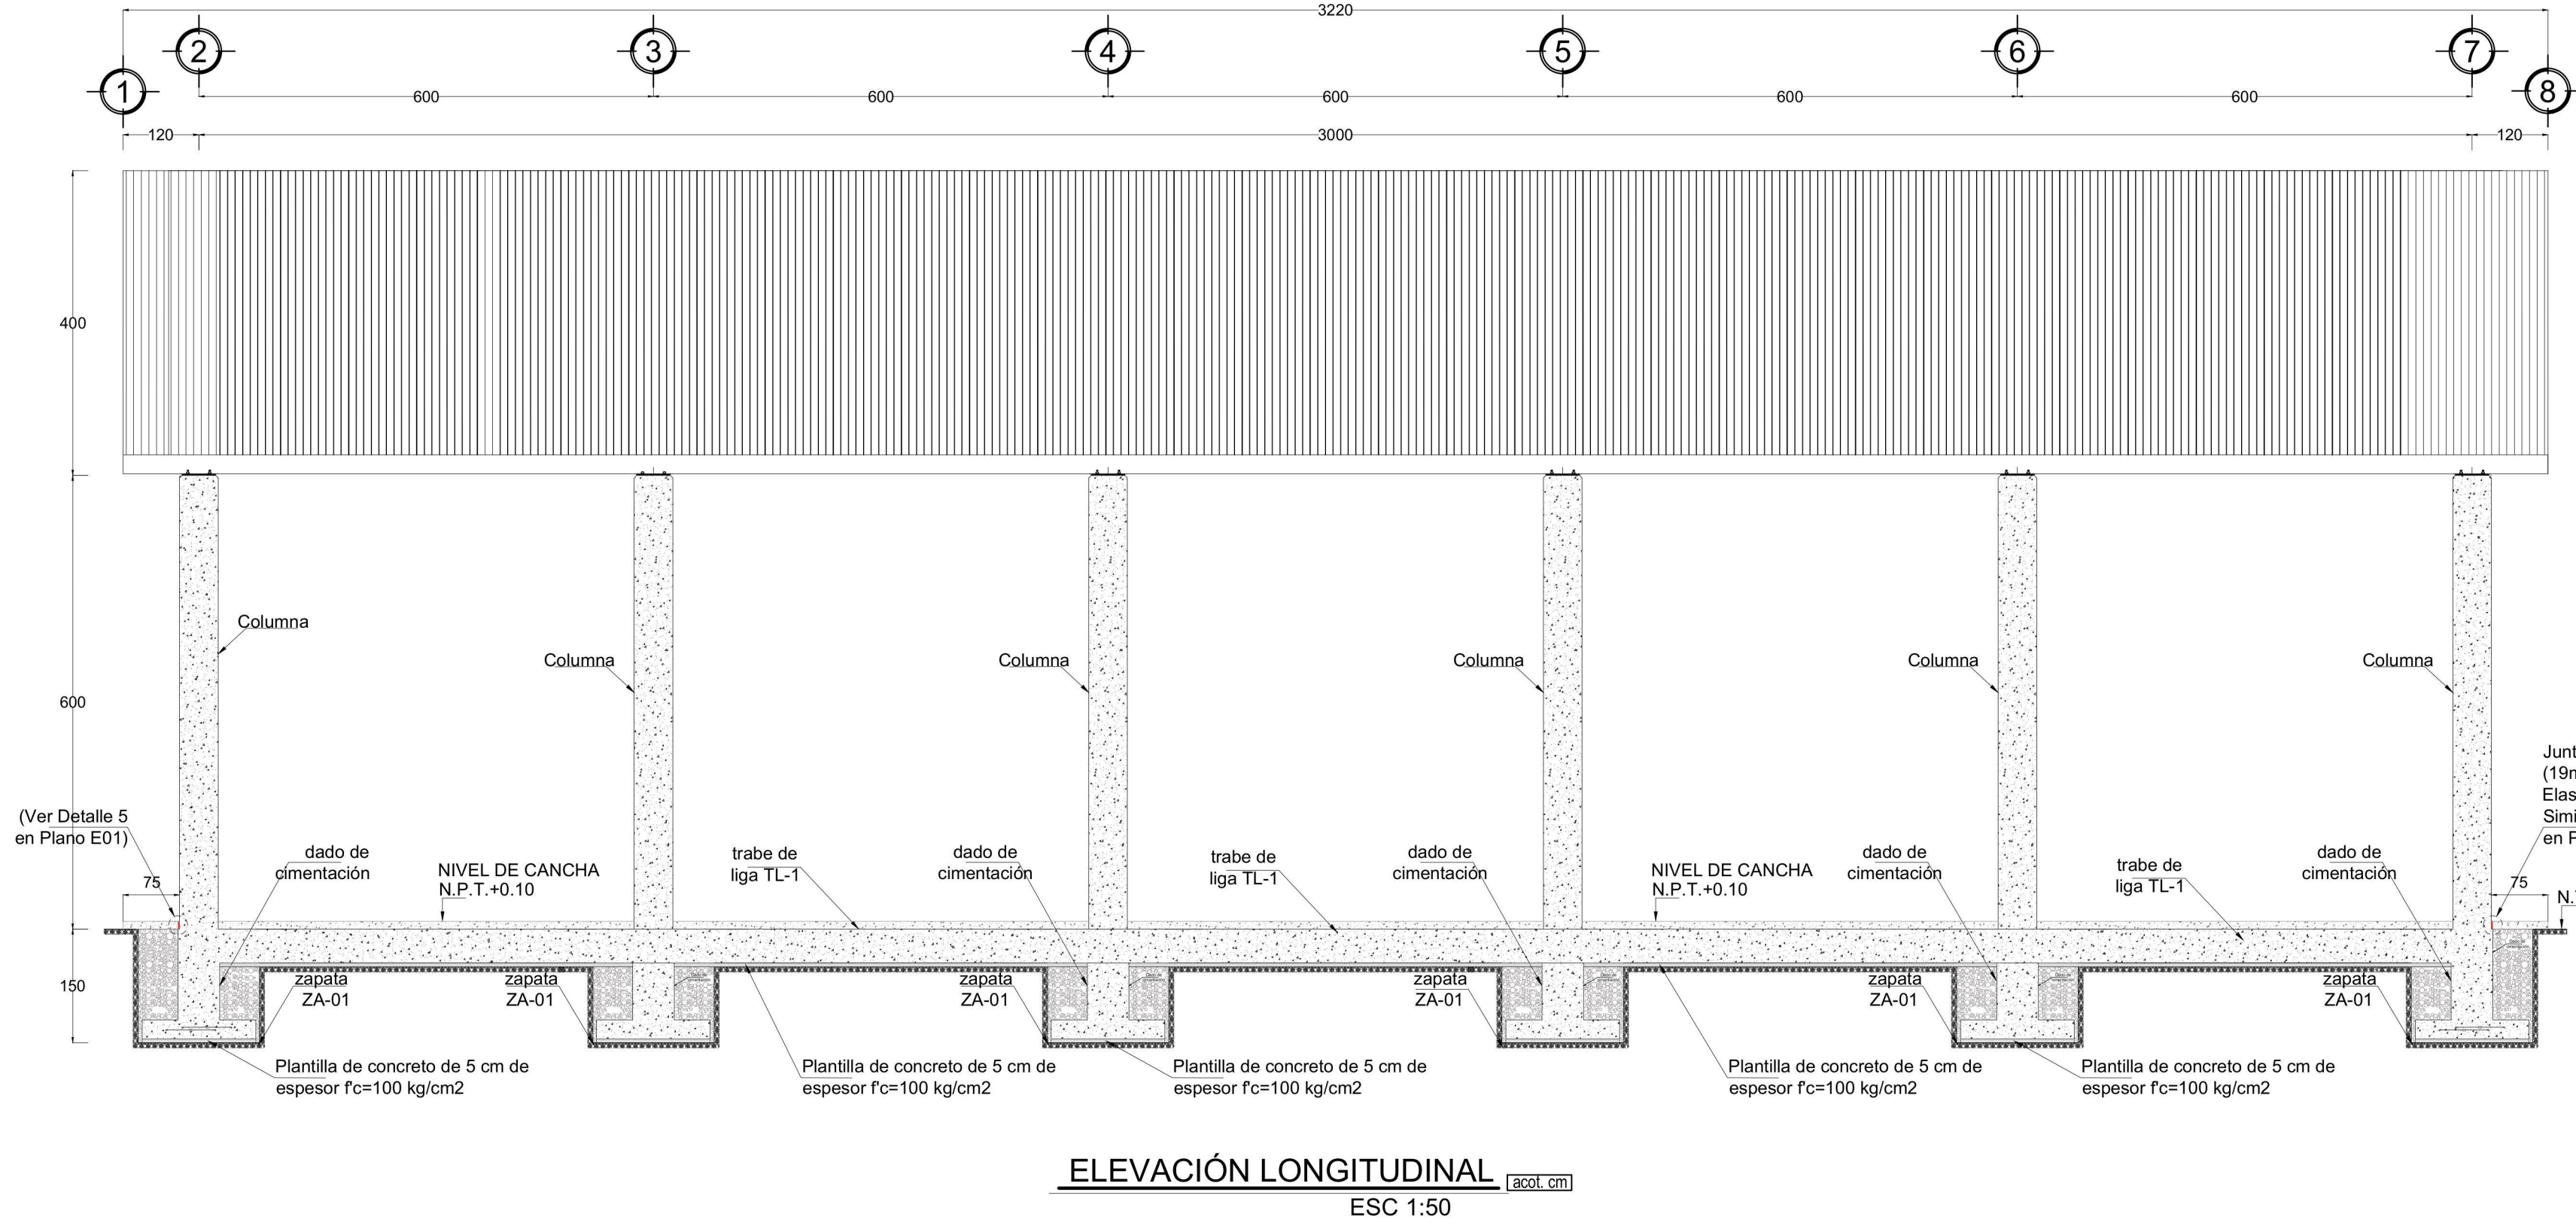 3220
2
3
4
5
6
7
1
8
600
600
600
600
600
120
3000
120
400
600
150
Columna
Columna
Columna
Columna
Columna
Columna
(Ver Detalle 5
en Plano E01)
75
dado de
cimentación
NIVEL DE CANCHA
N.P.T.+0.10
trabe de
liga TL-1
dado de
cimentación
trabe de
liga TL-1
dado de
cimentación
NIVEL DE CANCHA
N.P.T.+0.10
dado de
cimentación
trabe de
liga TL-1
dado de
cimentación
75
Junt
(19m
Elas
Simi
en P
N.
zapata
ZA-01
zapata
ZA-01
zapata
ZA-01
zapata
ZA-01
zapata
ZA-01
zapata
ZA-01
Plantilla de concreto de 5 cm de
espesor f'c=100 kg/cm2
Plantilla de concreto de 5 cm de
espesor f'c=100 kg/cm2
Plantilla de concreto de 5 cm de
espesor f'c=100 kg/cm2
Plantilla de concreto de 5 cm de
espesor f'c=100 kg/cm2
Plantilla de concreto de 5 cm de
espesor f'c=100 kg/cm2
ELEVACIÓN LONGITUDINAL
acot. cm
ESC 1:50